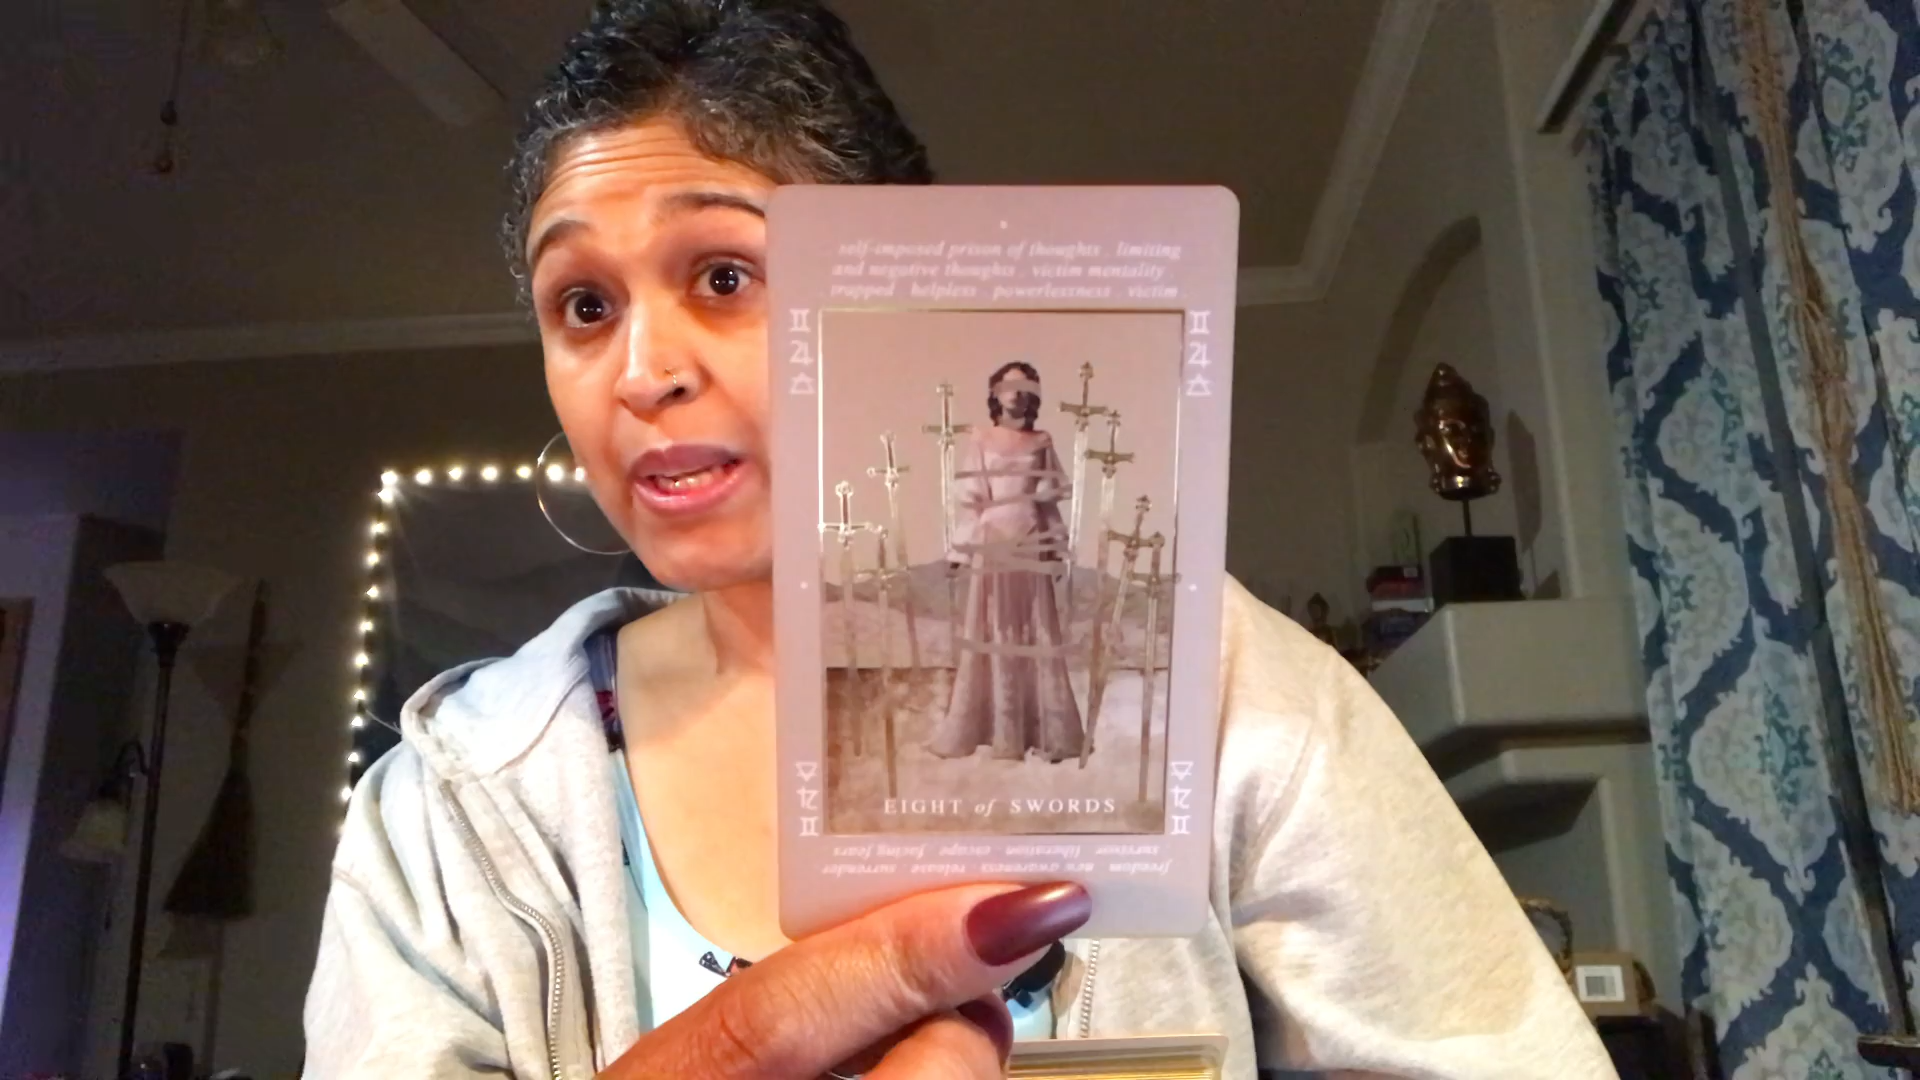 self-imposed prison of thoughts . limiting
and negative thoughts . victim mentality
trapped . helpless . powerlessness . victim
EIGHT of SWORDS
survivor liberation escape facing fears
freedom new awareness release . surrender